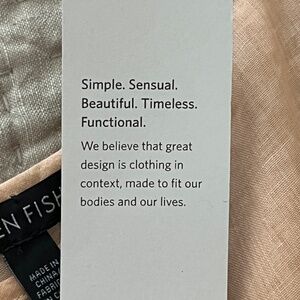 Simple. Sensual.
Beautiful. Timeless.
Functional.
We believe that great
design is clothing in
context, made to fit our
bodies and our lives.
EN FISH
MADE IN
CHINA
FABRIC